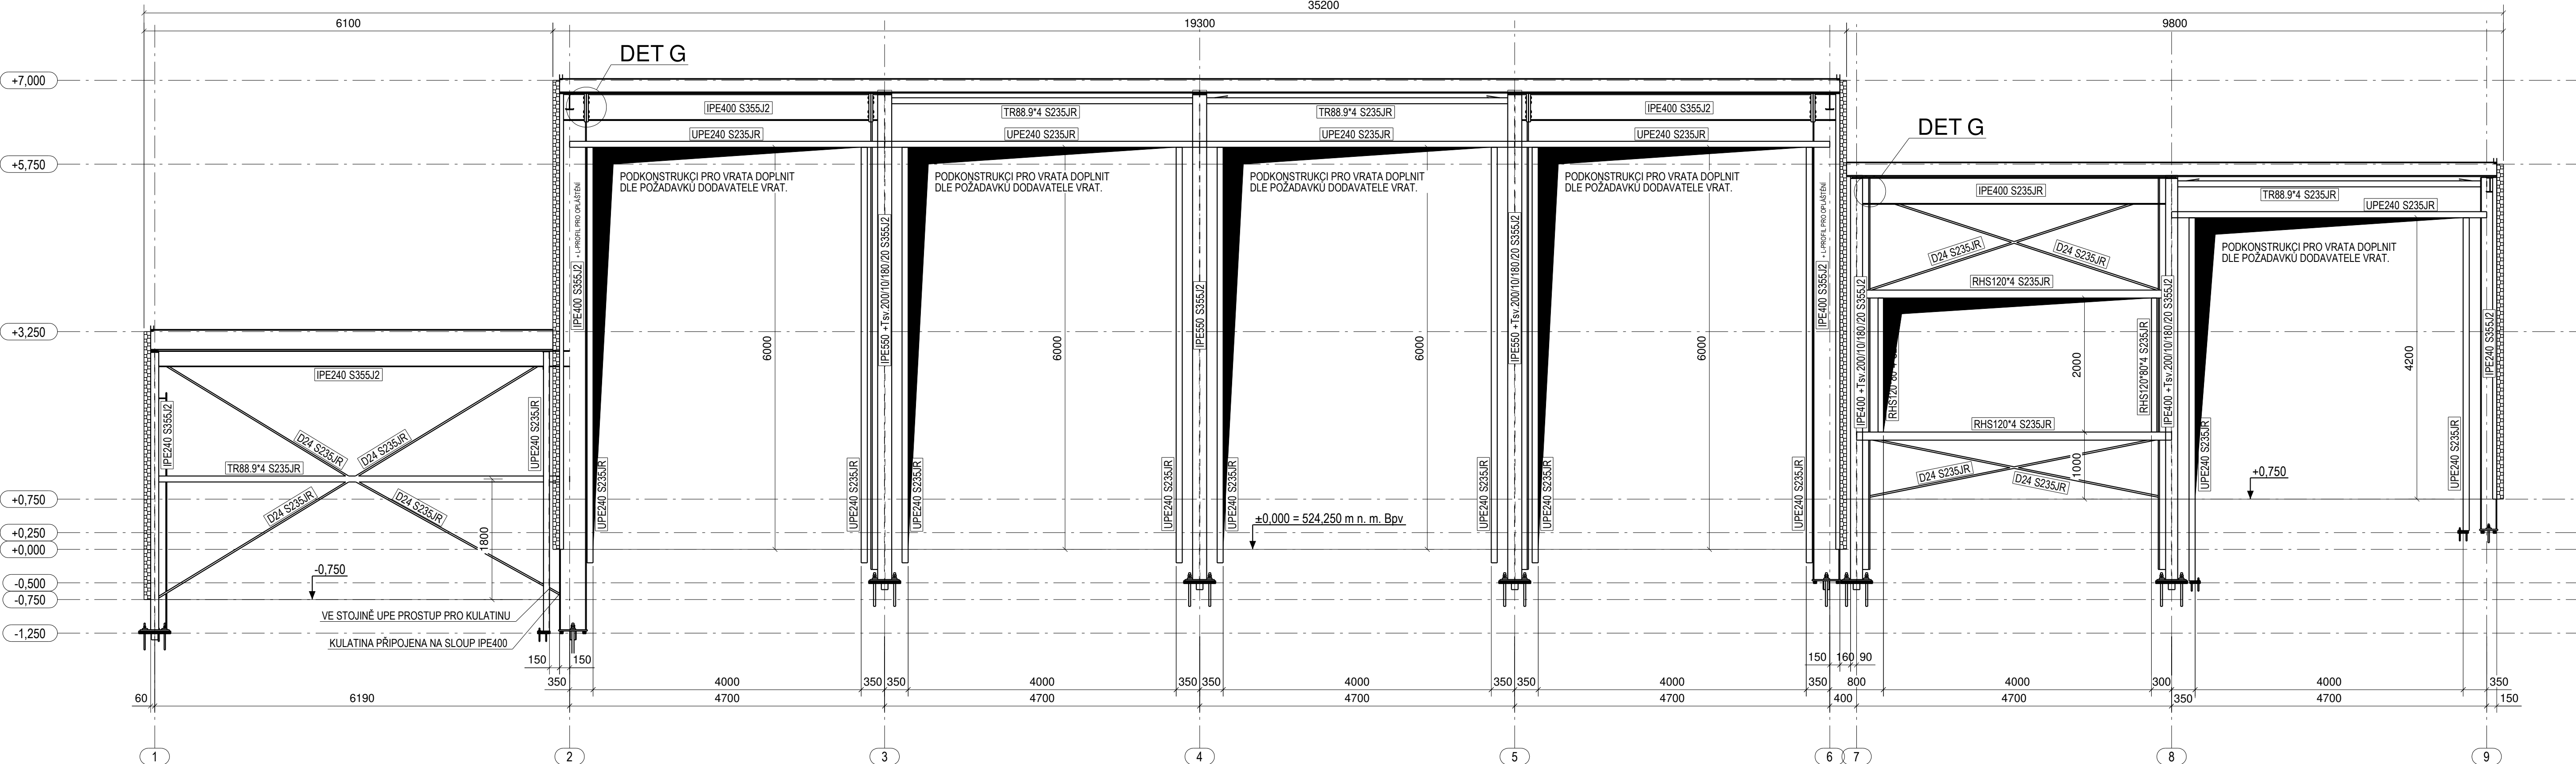 35200
6100
19300
9800
DET G
DET G
+7,000
+5,750
+3,250
+0,750
+0,250
+0,000
-0,500
-0,750
-1,250
IPE400 S355J2
TR88.9*4 S235JR
TR88.9*4 S235JR
IPE400 S355J2
UPE240 S235JR
UPE240 S235JR
UPE240 S235JR
UPE240 S235JR
PODKONSTRUKCI PRO VRATA DOPLNIT
DLE POŽADAVKŮ DODAVATELE VRAT.
PODKONSTRUKCI PRO VRATA DOPLNIT
DLE POŽADAVKŮ DODAVATELE VRAT.
PODKONSTRUKCI PRO VRATA DOPLNIT
DLE POŽADAVKŮ DODAVATELE VRAT.
PODKONSTRUKCI PRO VRATA DOPLNIT
DLE POŽADAVKŮ DODAVATELE VRAT.
IPE400 S355J2 + L-PROFIL PRO OPLÁŠTĚNÍ
6000
IPE550 +Tsv.200/10/180/20 S355J2
6000
IPE550 S355J2
6000
IPE550 +Tsv.200/10/180/20 S355J2
6000
IPE400 S355J2 + L-PROFIL PRO OPLÁŠTĚNÍ
UPE240 S235JR
UPE240 S235JR
UPE240 S235JR
UPE240 S235JR
UPE240 S235JR
UPE240 S235JR
UPE240 S235JR
UPE240 S235JR
±0,000 = 524,250 m n. m. Bpv
IPE240 S355J2
IPE240 S355J2
UPE240 S235JR
D24 S235JR
D24 S235JR
TR88.9*4 S235JR
D24 S235JR
D24 S235JR
1800
-0,750
VE STOJINĚ UPE PROSTUP PRO KULATINU
KULATINA PŘIPOJENA NA SLOUP IPE400
IPE400 S235JR
TR88.9*4 S235JR
UPE240 S235JR
D24 S235JR
D24 S235JR
PODKONSTRUKCI PRO VRATA DOPLNIT
DLE POŽADAVKŮ DODAVATELE VRAT.
RHS120*4 S235JR
IPE400 +Tsv.200/10/180/20 S355J2
RHS120*80*4
2000
RHS120*80*4 S235JR
IPE400 +Tsv.200/10/180/20 S355J2
4200
IPE240 S355J2
RHS120*4 S235JR
1000
D24 S235JR
D24 S235JR
UPE240 S235JR
UPE240 S235JR
+0,750
150
150
150
160
90
350
4000
350
350
4000
350
350
4000
350
350
4000
350
800
4000
300
4000
350
60
6190
4700
4700
4700
4700
400
4700
350
4700
150
1
2
3
4
5
6
7
8
9